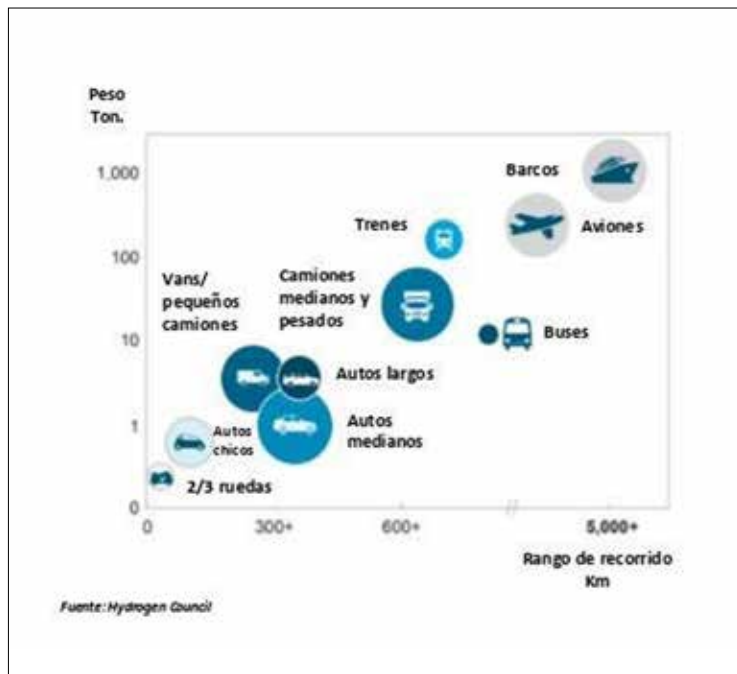 Peso
Ton.
1,000
100
10
1
0
Barcos
Aviones
Trenes
Camiones
medianos y
pesados
Vans/
pequeños
camiones
Buses
Autos largos
Autos
medianos
Autos
chicos
2/3 ruedas
0
300+
600+
5,000+
Rango de recorrido
Km
Fuente: Hydrogen Council